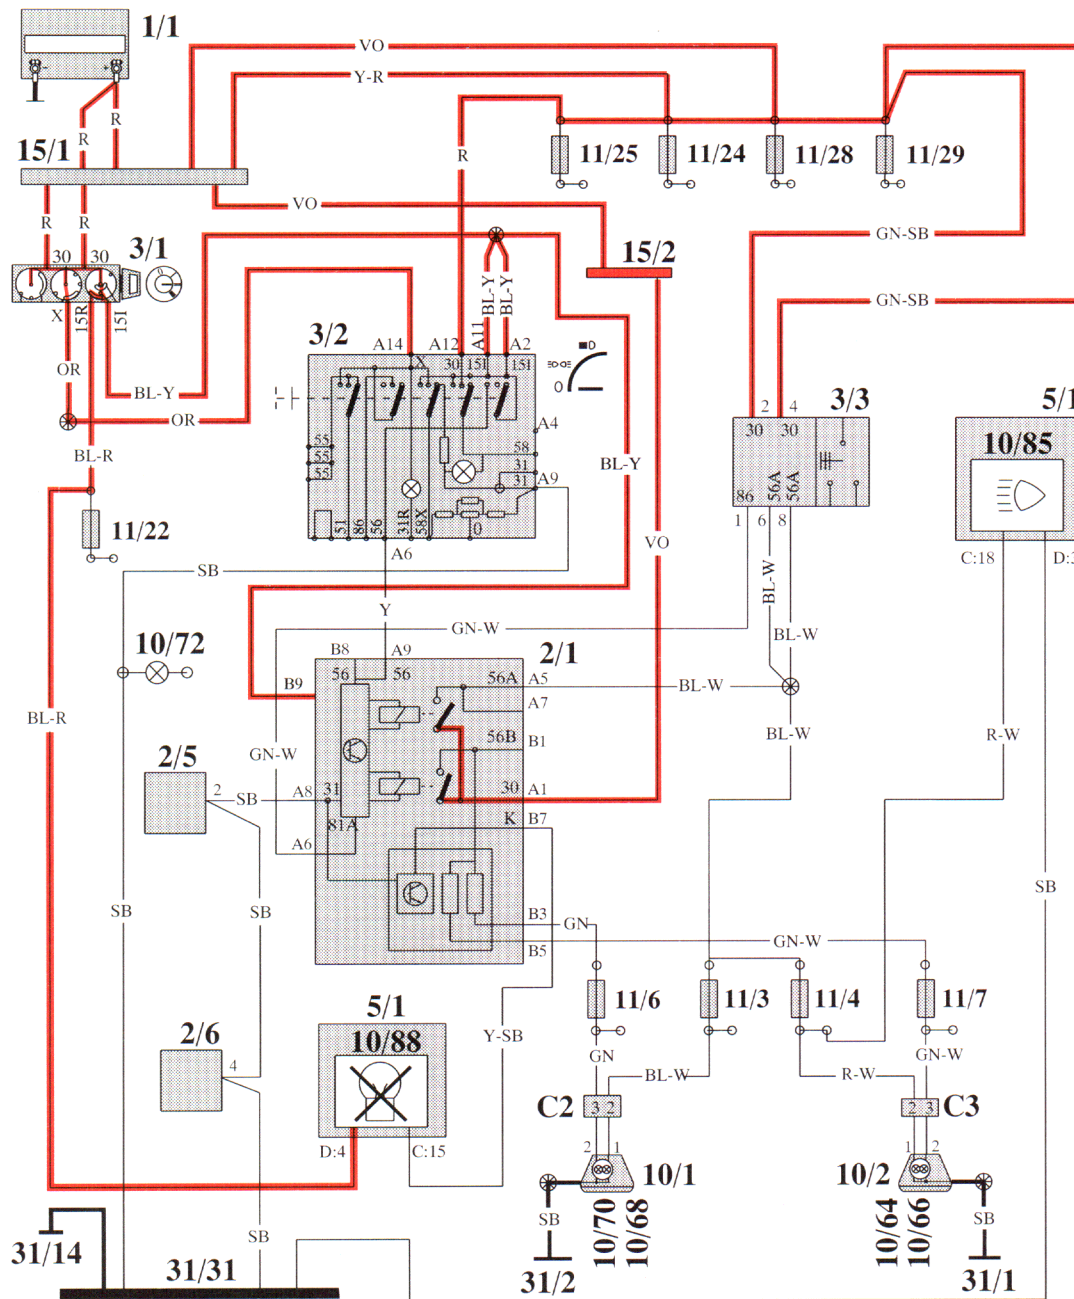 1/1
VO
Y-R
R
R
15/1
R
11/25
11/24
11/28
11/29
VO
R
R
GN-SB
3/1
30
30
15/2
BL-Y
BL-Y
GN-SB
X
15R
15I
3/2
A14
A12
A11
A2
D
X
30
15I
15I
0
OR
BL-Y
OR
2
4
3/3
5/1
A4
30
30
10/85
BL-R
55
55
55
58
31
31
A9
BL-Y
86
56A
56A
11/22
51
86
56
31R
58X
0
1
6
8
A6
VO
C:18
D:3
SB
BL-W
Y
GN-W
BL-W
10/72
B8
A9
2/1
B9
56
56
56A
A5
BL-W
A7
BL-R
BL-W
R-W
GN-W
56B
B1
2/5
2
SB
A8
31
30
A1
81A
K
B7
A6
SB
SB
SB
B3
GN
GN-W
B5
11/6
11/3
11/4
11/7
5/1
10/88
Y-SB
2/6
4
GN
BL-W
R-W
GN-W
C2
3
2
2
3
C3
D:4
C:15
2
1
1
2
10/1
10/2
10/70
10/68
10/64
10/66
SB
SB
SB
31/14
31/31
31/2
31/1